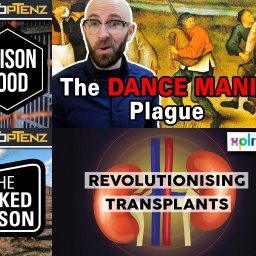 OPTENZ
ISON
OOD
The DANCE MANI
Plague
OPTENZ
HE
KED
SON
xplr
REVOLUTIONISING
TRANSPLANTS